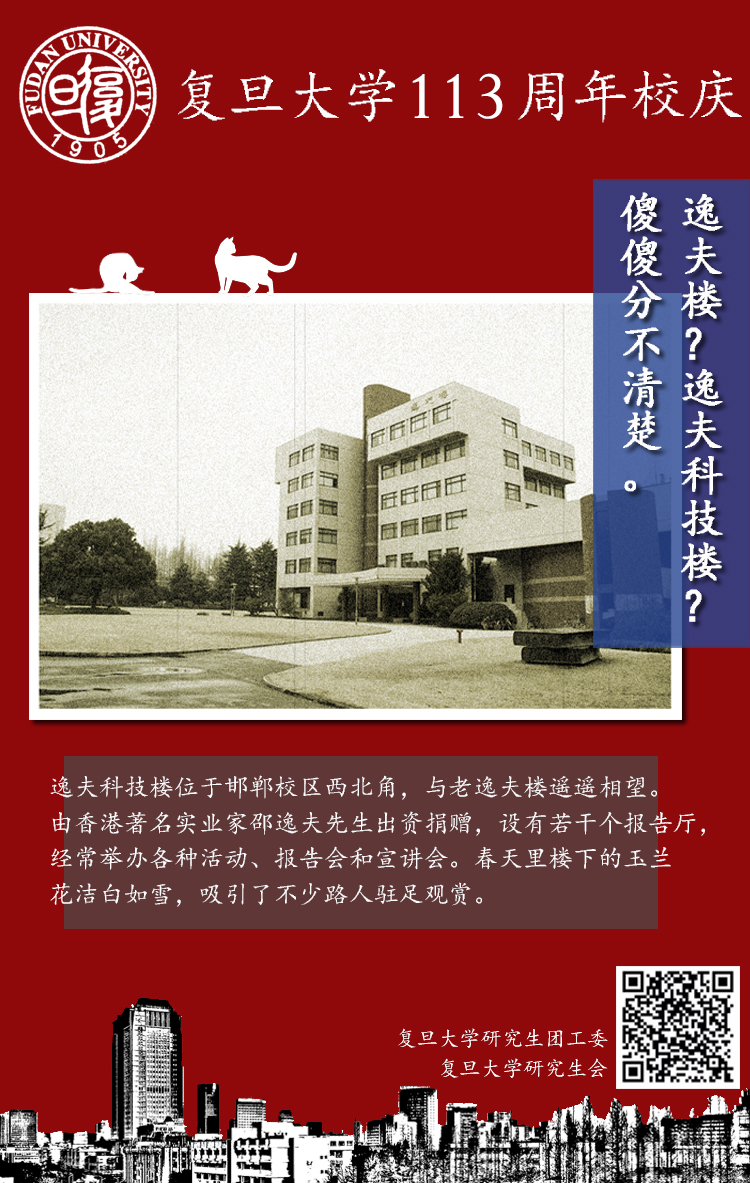 FUDAN UNIVERSITY
1905
复旦大学113周年校庆
逸夫楼?逸夫科技楼?
傻傻分不清楚。
逸夫科技楼位于邯郸校区西北角，与老逸夫楼遥遥相望。
由香港著名实业家邵逸夫先生出资捐赠，设有若干个报告厅，
经常举办各种活动、报告会和宣讲会。春天里楼下的玉兰
花洁白如雪，吸引了不少路人驻足观赏。
复旦大学研究生团工委
复旦大学研究生会